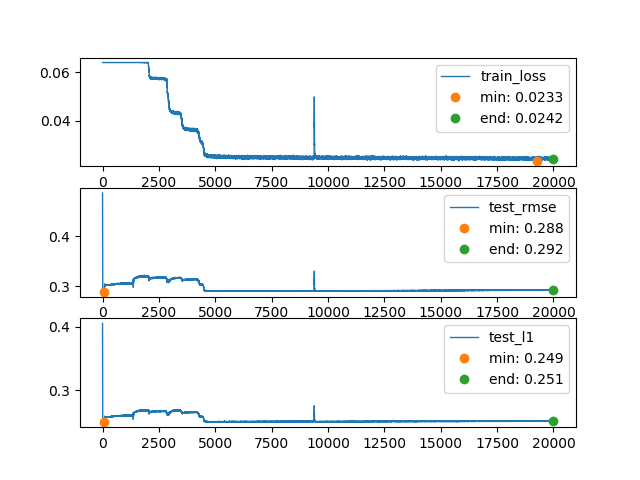 0.06
0.04
train_loss
min: 0.0233
end: 0.0242
0 2500 5000 7500 10000 12500 15000 17500 20000
0.4
0.3
test_rmse
min: 0.288
end: 0.292
0 2500 5000 7500 10000 12500 15000 17500 20000
0.4
0.3
test_l1
min: 0.249
end: 0.251
0 2500 5000 7500 10000 12500 15000 17500 20000